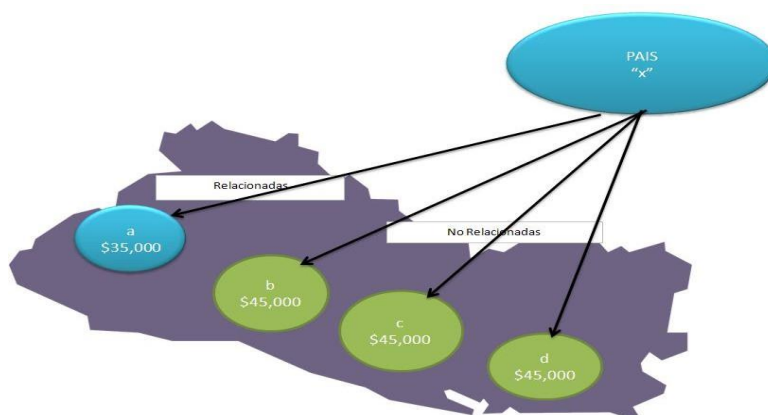 PAIS
“x”
Relacionadas
a
$35,000
No Relacionadas
b
$45,000
c
$45,000
d
$45,000